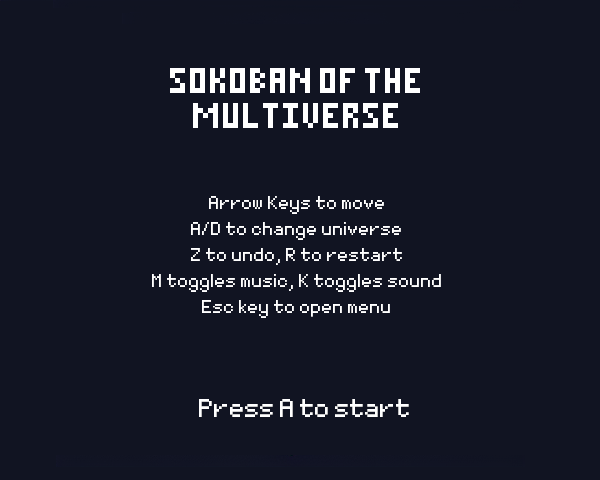 SOKOBAN OF THE
MULTIVERSE
Arrow Keys to move
A/D to change universe
Z to undo, R to restart
M toggles music, K toggles sound
Esc key to open menu
Press A to start